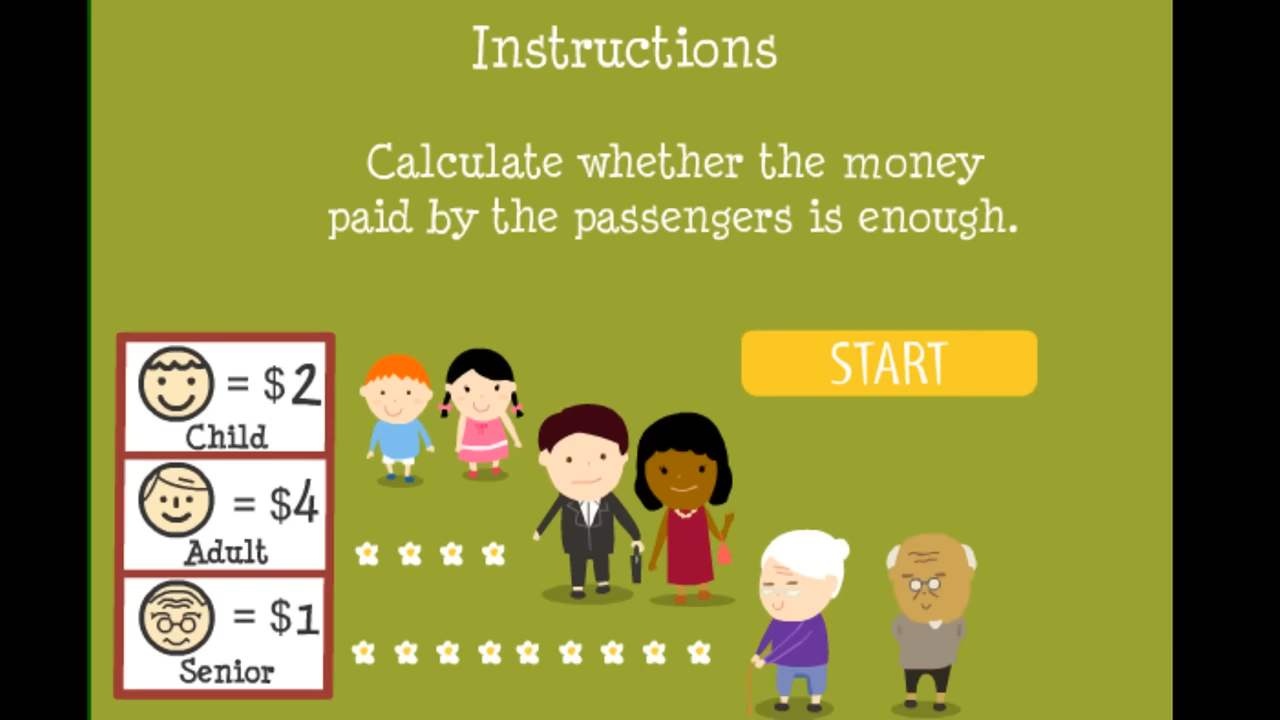 Instructions
Calculate whether the money
paid by the passengers is enough.
START
= $2
Child
= $4
Adult
= $1
Senior